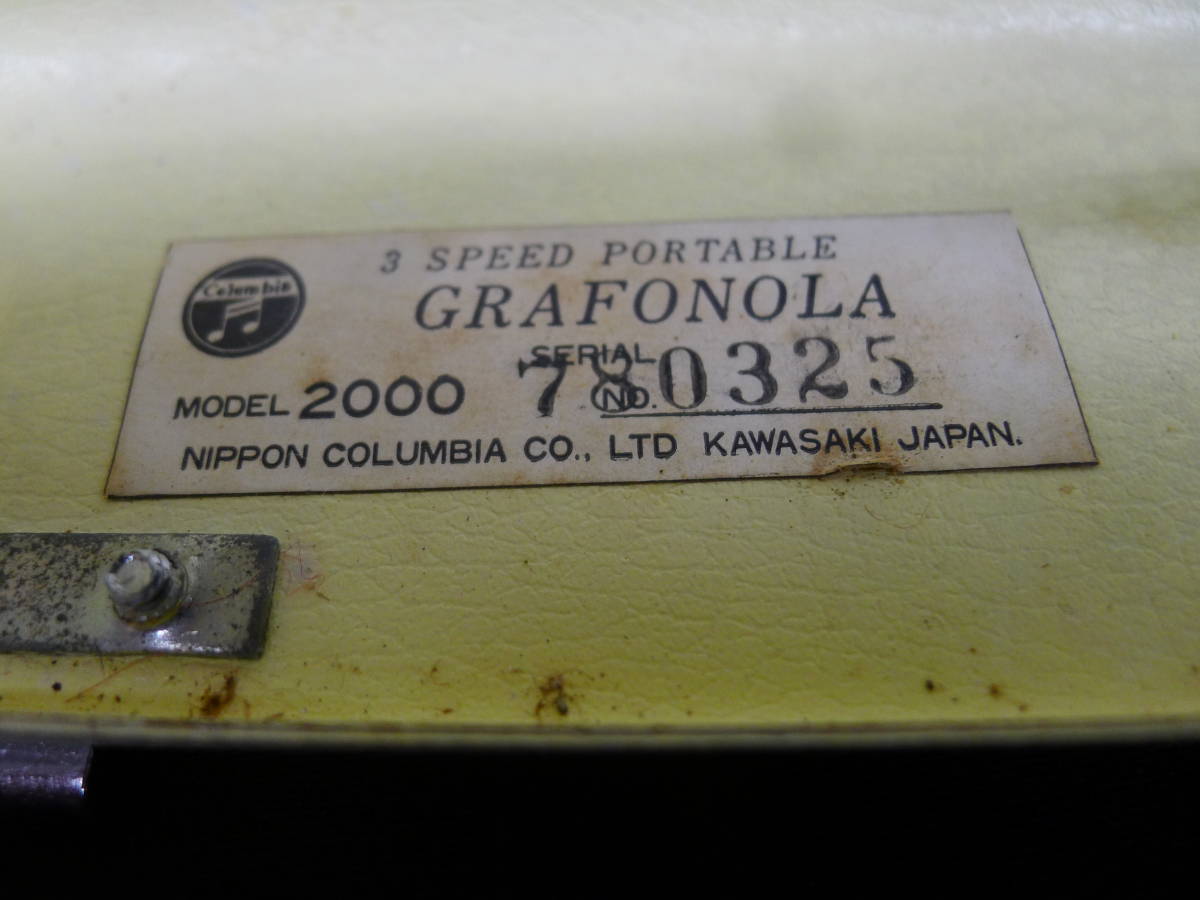 Columbia
3 SPEED PORTABLE
GRAFONOLA
MODEL 2000 SERIAL NO. 780325
NIPPON COLUMBIA CO., LTD KAWASAKI JAPAN.